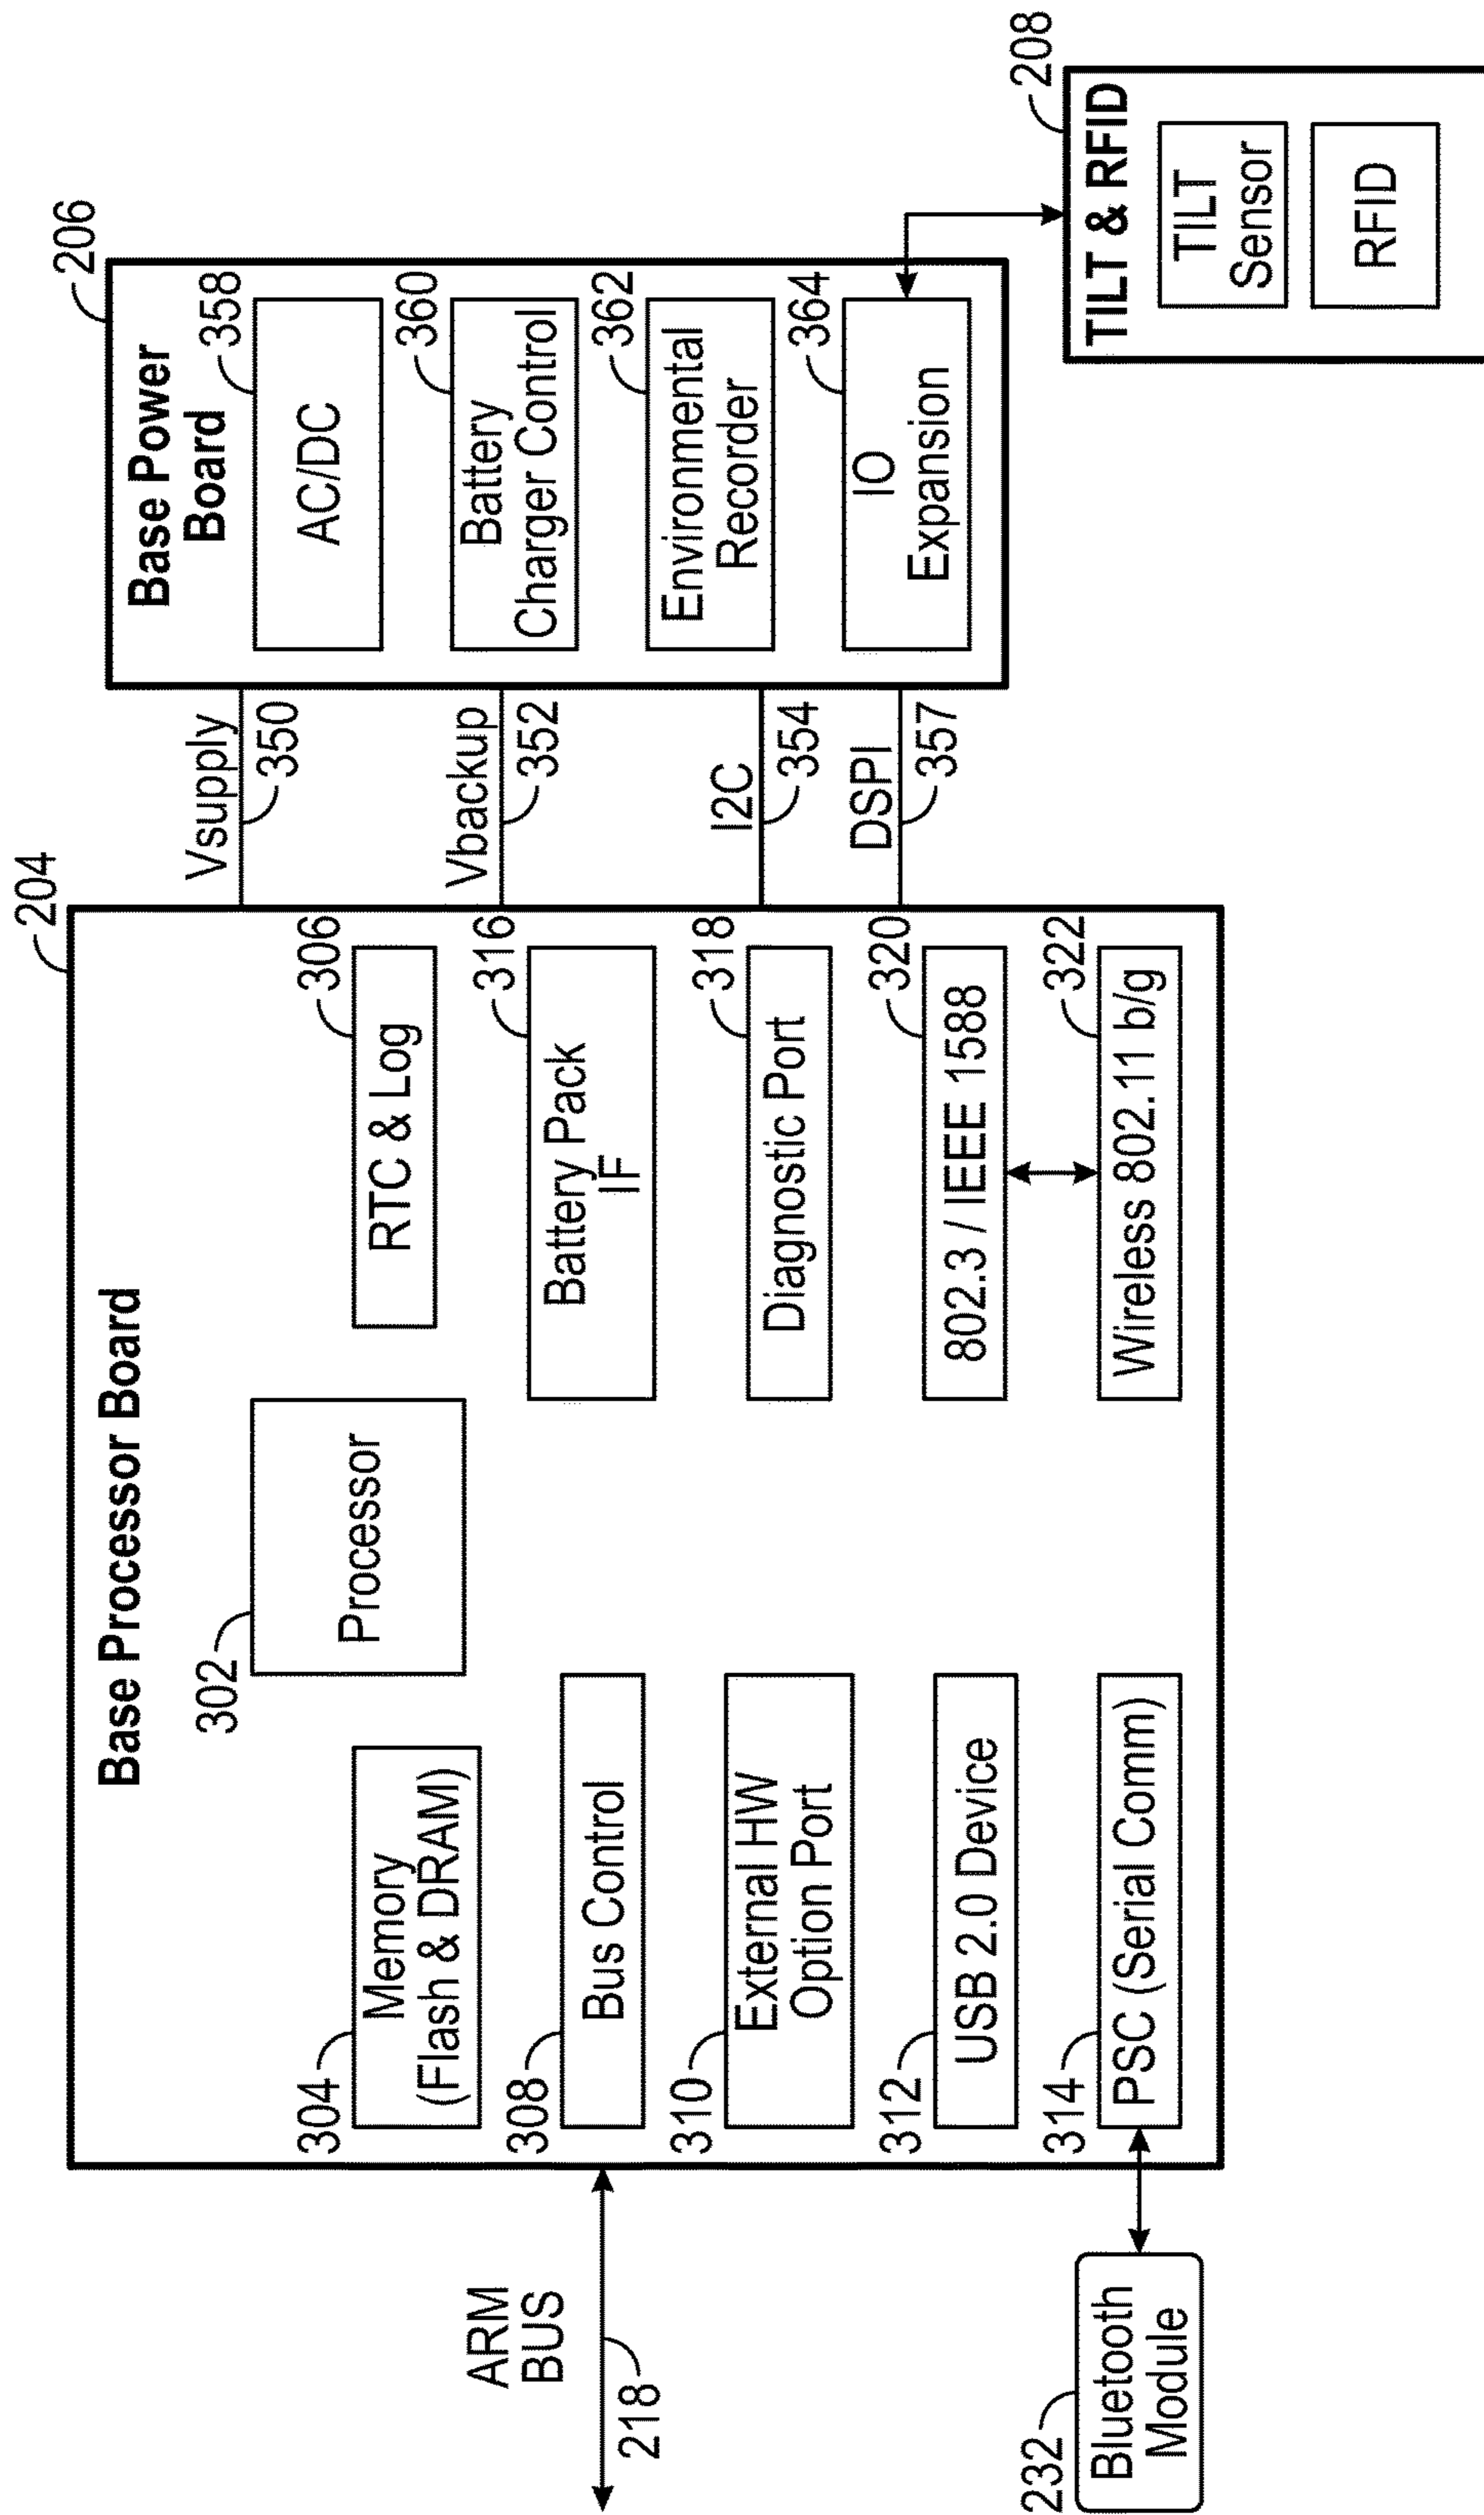 204
Base Processor Board
302
Processor
304
Memory
(Flash & DRAM)
306
RTC & Log
308
Bus Control
316
Battery Pack
IF
310
External HW
Option Port
318
Diagnostic Port
312
USB 2.0 Device
320
802.3 / IEEE 1588
314
PSC (Serial Comm)
322
Wireless 802.11 b/g
ARM
BUS
218
232
Bluetooth
Module
Vsupply
350
Vbackup
352
I2C
354
DSPI
357
206
Base Power
Board
358
AC/DC
360
Battery
Charger Control
362
Environmental
Recorder
364
IO
Expansion
208
TILT & RFID
TILT
Sensor
RFID